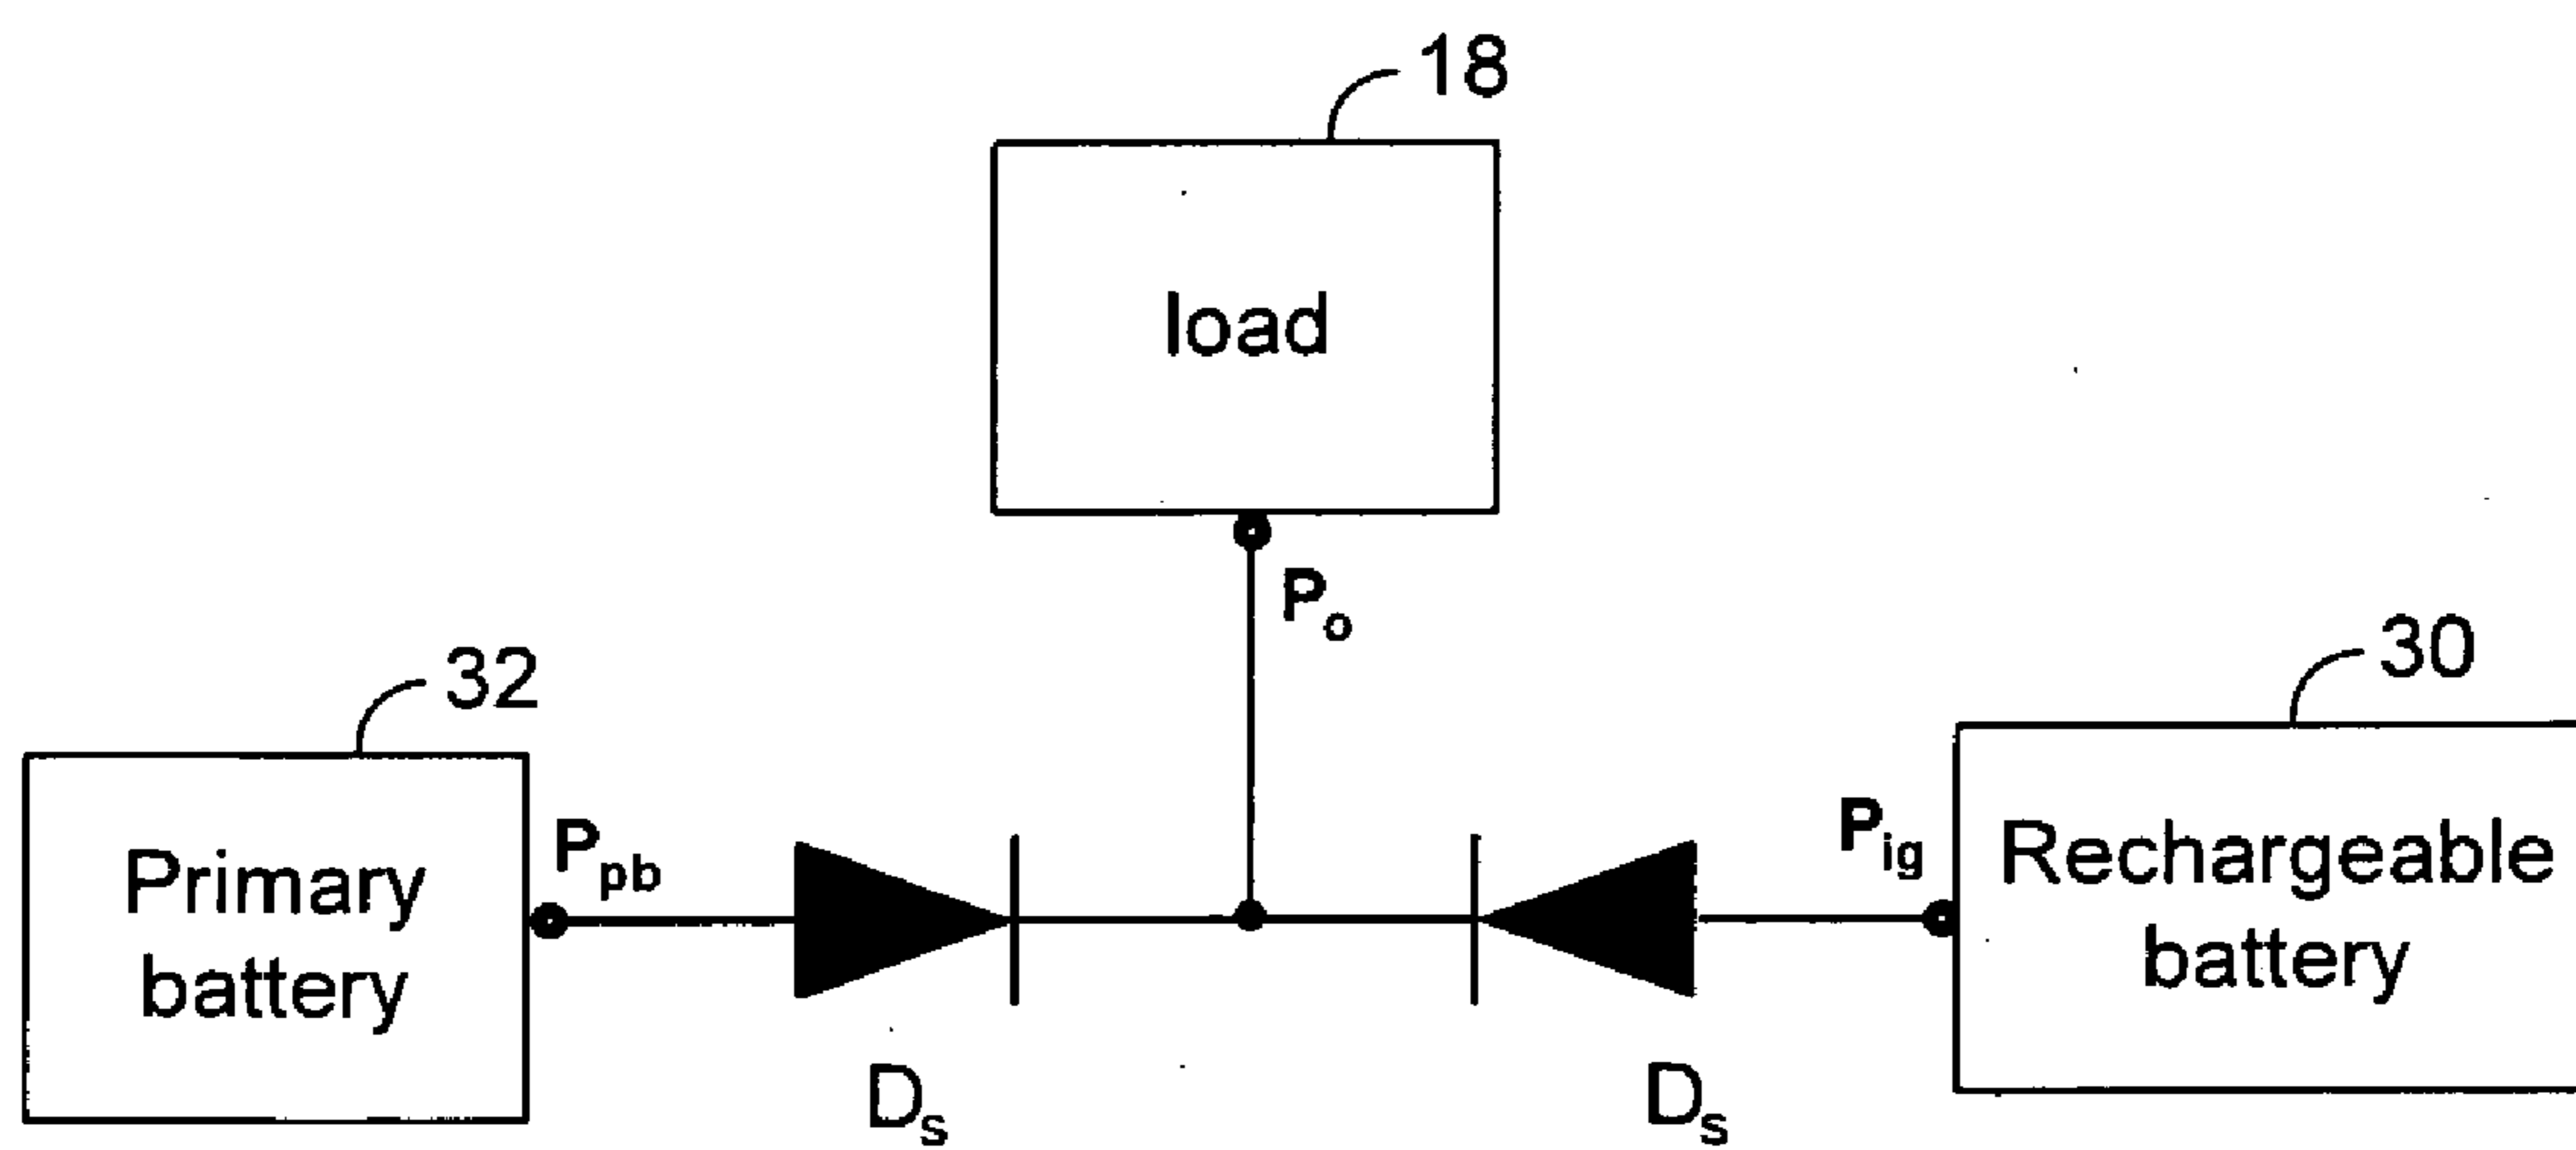 18
load
Po
32
30
Primary
battery
Ppb
Pig
Rechargeable
battery
Ds
Ds